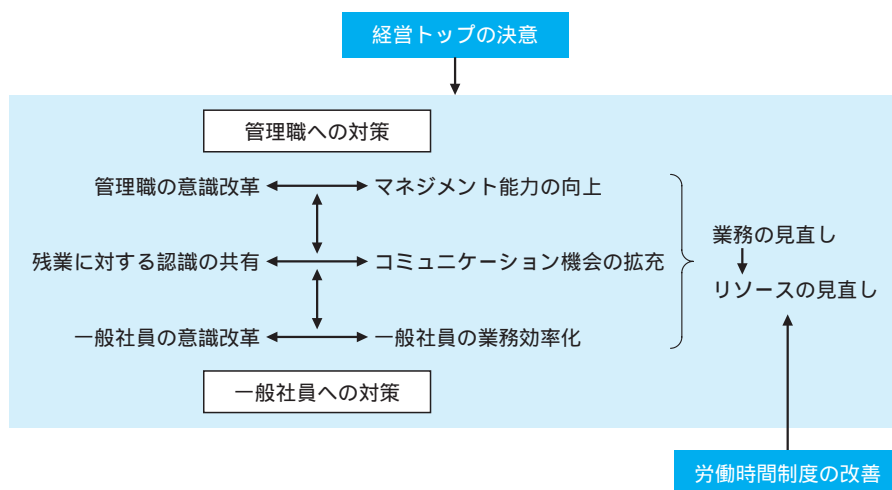 経営トップの決意
管理職への対策
管理職の意識改革
マネジメント能力の向上
残業に対する認識の共有
コミュニケーション機会の拡充
業務の見直し
リソースの見直し
一般社員の意識改革
一般社員の業務効率化
一般社員への対策
労働時間制度の改善